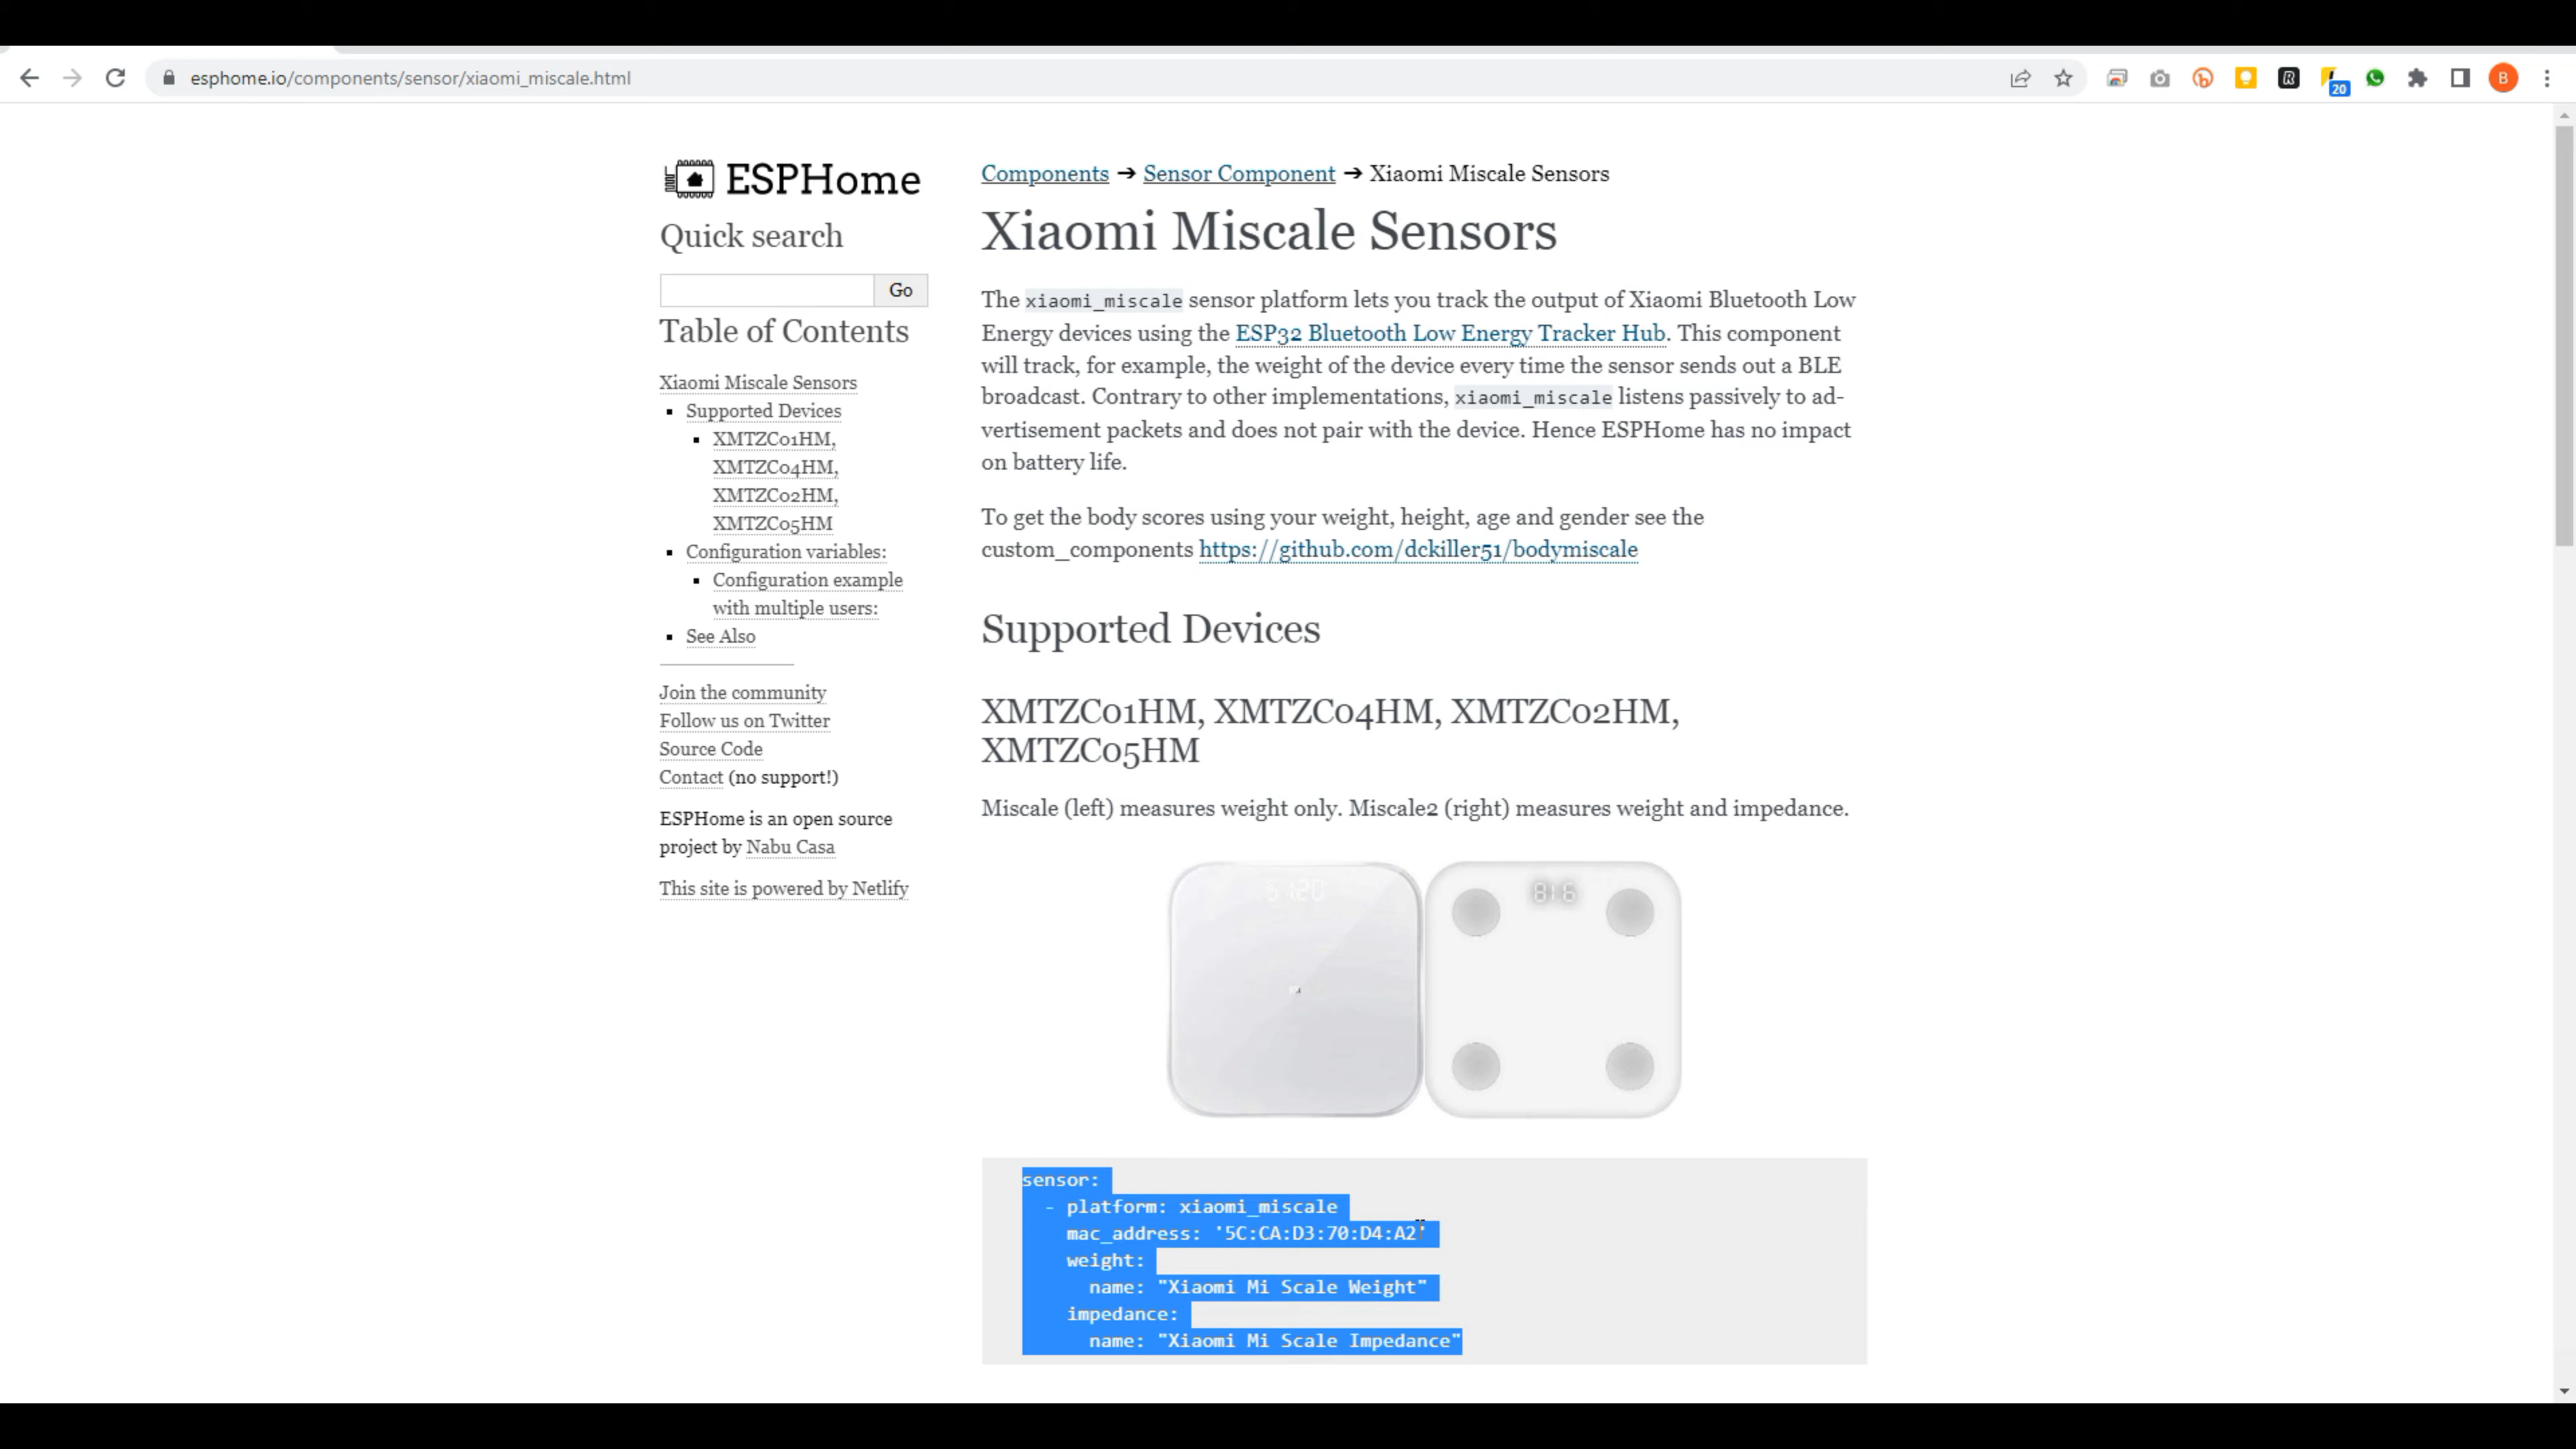 esphome.io/components/sensor/xiaomi_miscale.html
20
B
ESPHome
Quick search
Go
Table of Contents
Xiaomi Miscale Sensors
Supported Devices
XMTZC01HM,
XMTZC04HM,
XMTZC02HM,
XMTZC05HM
Configuration variables:
Configuration example
with multiple users:
See Also
Join the community
Follow us on Twitter
Source Code
Contact (no support!)
ESPHome is an open source
project by Nabu Casa
This site is powered by Netlify
Components ➔ Sensor Component ➔ Xiaomi Miscale Sensors
Xiaomi Miscale Sensors
The xiaomi_miscale sensor platform lets you track the output of Xiaomi Bluetooth Low
Energy devices using the ESP32 Bluetooth Low Energy Tracker Hub. This component
will track, for example, the weight of the device every time the sensor sends out a BLE
broadcast. Contrary to other implementations, xiaomi_miscale listens passively to ad-
vertisement packets and does not pair with the device. Hence ESPHome has no impact
on battery life.
To get the body scores using your weight, height, age and gender see the
custom_components https://github.com/dckiller51/bodymiscale
Supported Devices
XMTZC01HM, XMTZC04HM, XMTZC02HM,
XMTZC05HM
Miscale (left) measures weight only. Miscale2 (right) measures weight and impedance.
sensor:
- platform: xiaomi_miscale
mac_address: '5C:CA:D3:70:D4:A2'
weight:
name: "Xiaomi Mi Scale Weight"
impedance:
name: "Xiaomi Mi Scale Impedance"